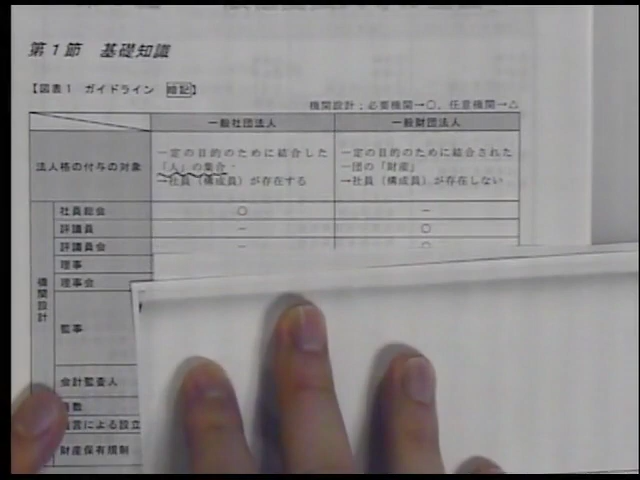 第1節 基礎知識
【図表1 ガイドライン 暗記】
機関設計;必要機関→○,任意機関→△
一般社団法人 一般財団法人
法人格の付与の対象
一定の目的のために結合した
「人」の集合
→社員(構成員)が存在する
一定の目的のために結合された
一団の「財産」
→社員(構成員)が存在しない
機関設計
社員総会 ○ －
評議員 － ○
評議員会 － ○
理事
理事会
監事
会計監査人
員数
遺言による設立
財産保有規制